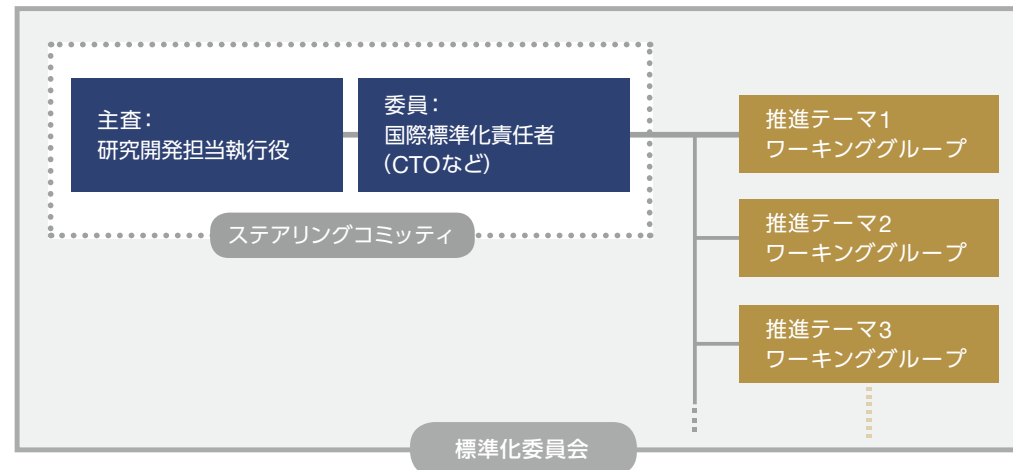 主査：
研究開発担当執行役
委員：
国際標準化責任者
（CTOなど）
ステアリングコミッティ
推進テーマ1
ワーキンググループ
推進テーマ2
ワーキンググループ
推進テーマ3
ワーキンググループ
標準化委員会